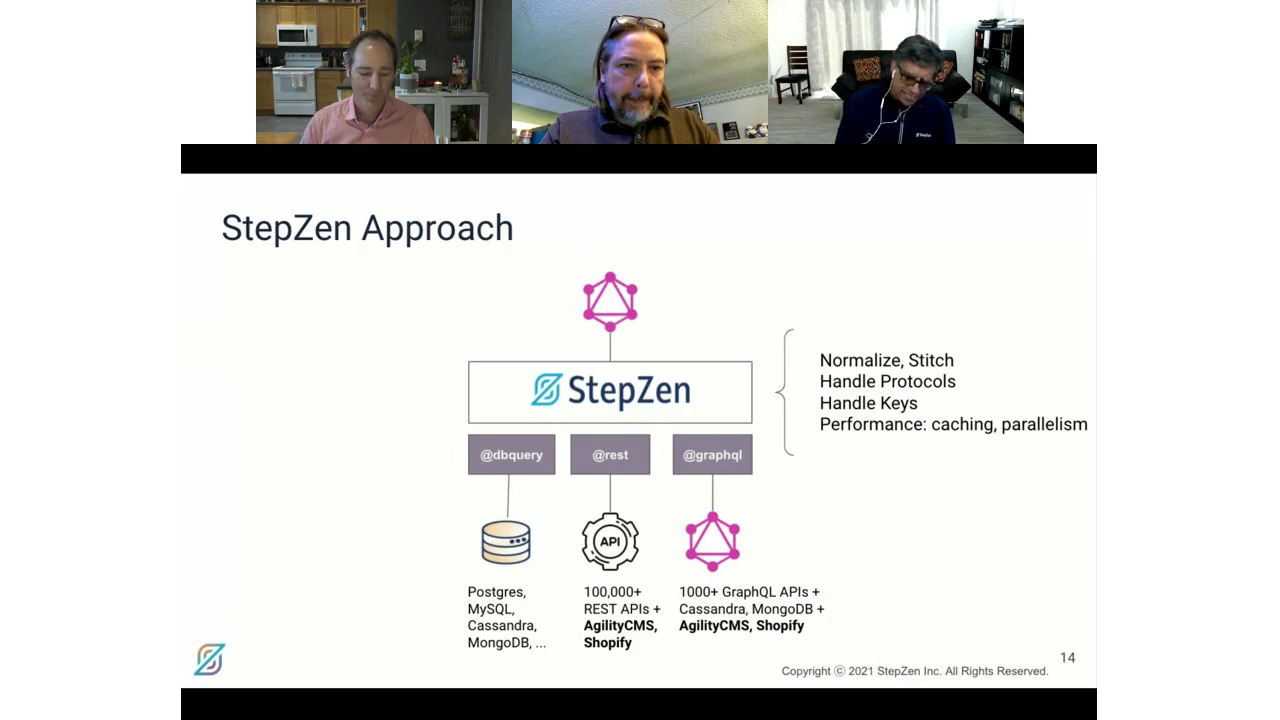 StepZen Approach
StepZen
@dbquery
@rest
@graphql
Normalize, Stitch
Handle Protocols
Handle Keys
Performance: caching, parallelism
API
Postgres,
MySQL,
Cassandra,
MongoDB, ...
100,000+
REST APIs +
AgilityCMS,
Shopify
1000+ GraphQL APIs +
Cassandra, MongoDB +
AgilityCMS, Shopify
14
Copyright ⓒ 2021 StepZen Inc. All Rights Reserved.